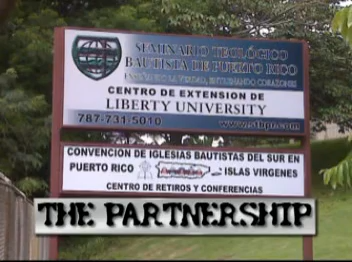 SEMINARIO TEOLÓGICO
BAUTISTA DE PUERTO RICO
CENTRO DE EXTENSION DE
LIBERTY UNIVERSITY
787-731-5010
CONVENCION DE IGLESIAS BAUTISTAS DEL SUR EN
PUERTO RICO ISLAS VIRGENES
CENTRO DE RETIROS Y CONFERENCIAS
THE PARTNERSHIP